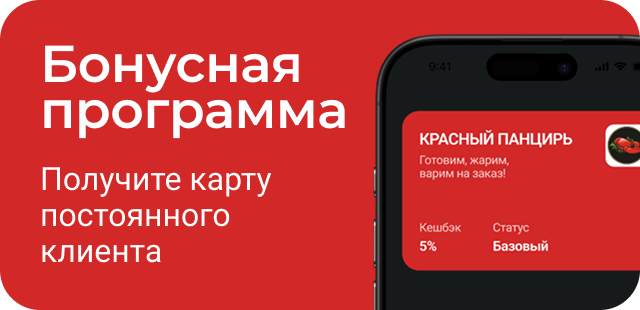 Бонусная
программа
Получите карту
постоянного
клиента
9:41
КРАСНЫЙ ПАНЦИРЬ
Готовим, жарим,
варим на заказ!
Кешбэк Статус
5% Базовый